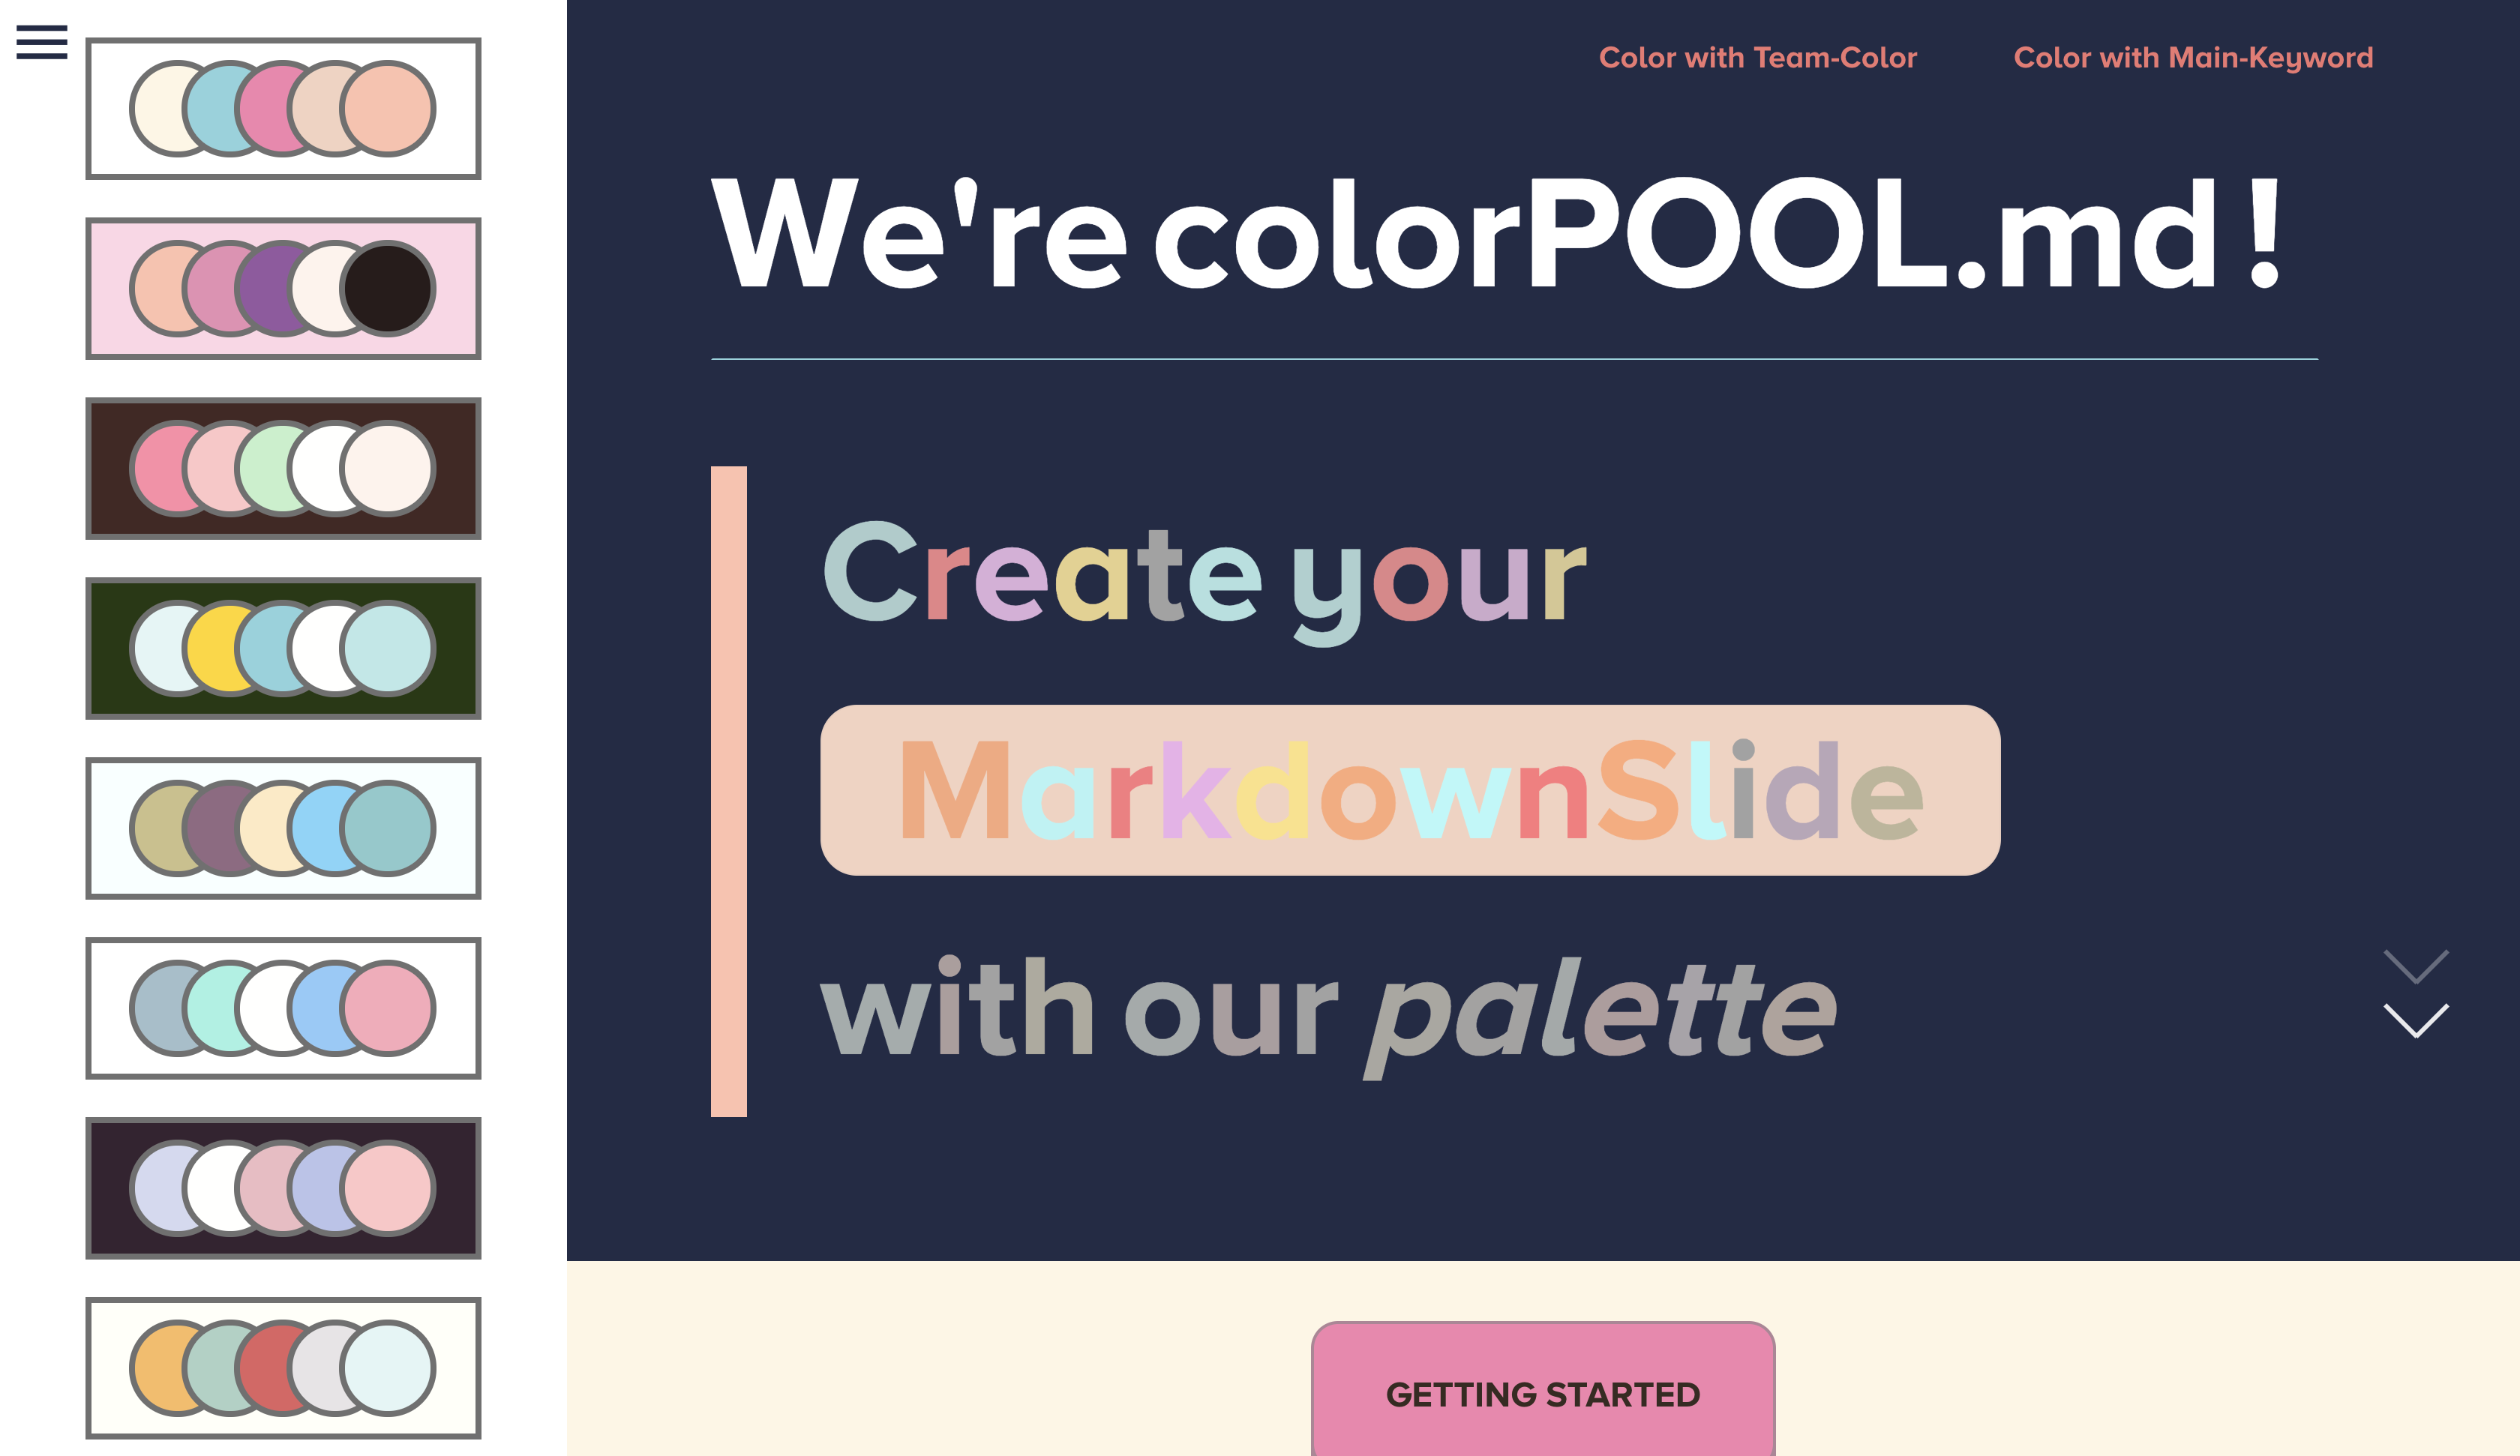 Color with Team-Color
Color with Main-Keyword
We're colorPOOL.md !
Create your
MarkdownSlide
with our palette
GETTING STARTED